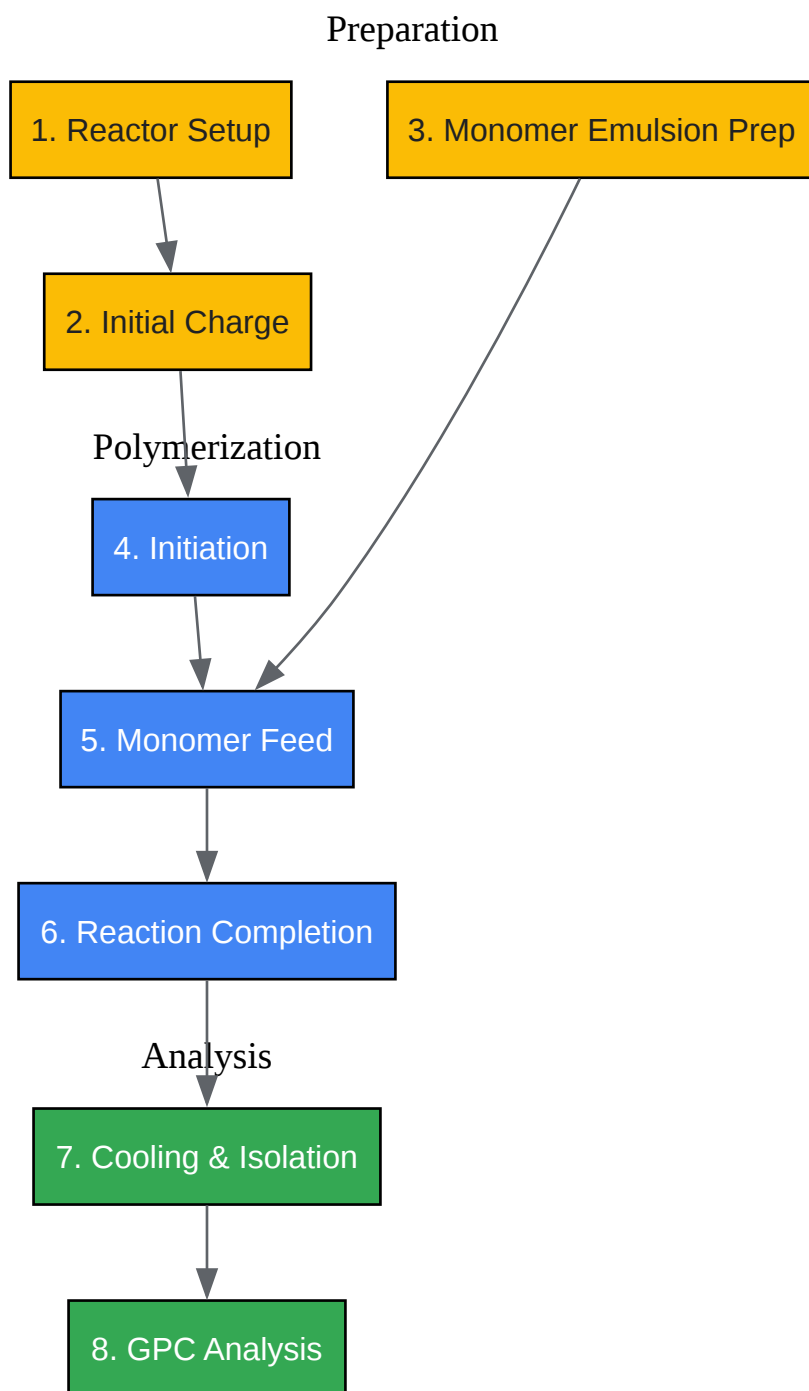 Preparation
1. Reactor Setup
3. Monomer Emulsion Prep
2. Initial Charge
Polymerization
4. Initiation
5. Monomer Feed
6. Reaction Completion
Analysis
7. Cooling & Isolation
8. GPC Analysis